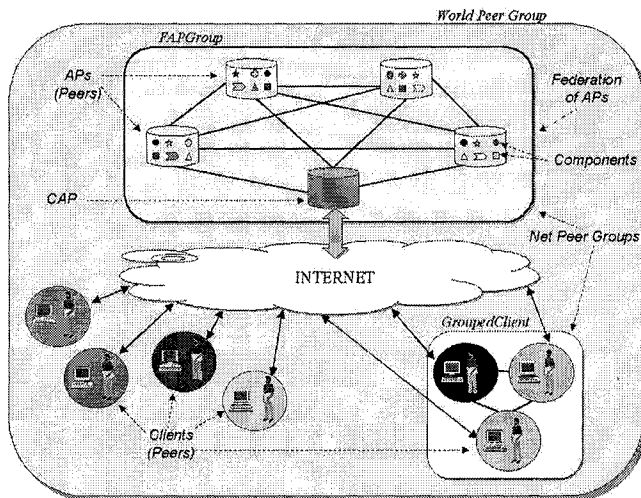 World Peer Group
FAPGroup
APs
(Peers)
Federation
of APs
Components
CAP
Net Peer Groups
INTERNET
GroupedClient
Clients
(Peers)